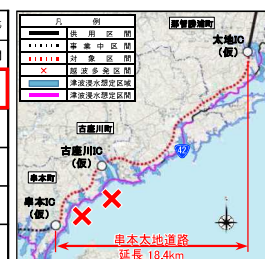 凡 例
供 用 区 間
事 業 中 区 間
対 象 区 間
越 波 多 発 区 間
津波浸水想定区域
津波浸水想定区間
那智勝浦町
太地IC
(仮)
古座川町
古座川IC
(仮)
42
串本町
串本IC
(仮)
串本太地道路
延長 18.4km